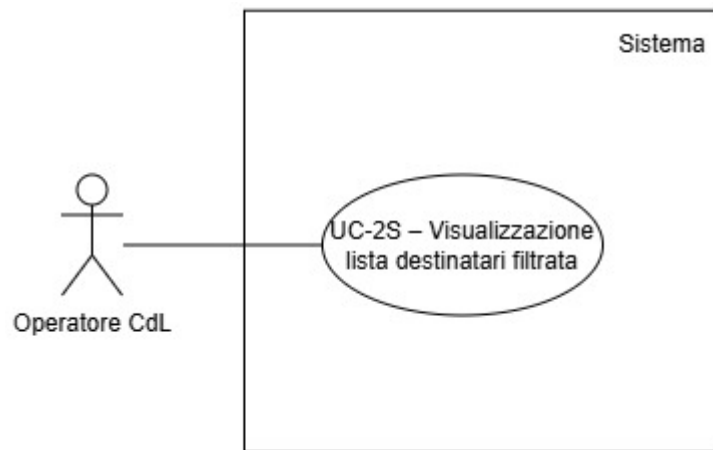 Sistema
UC-2S – Visualizzazione
lista destinatari filtrata
Operatore CdL